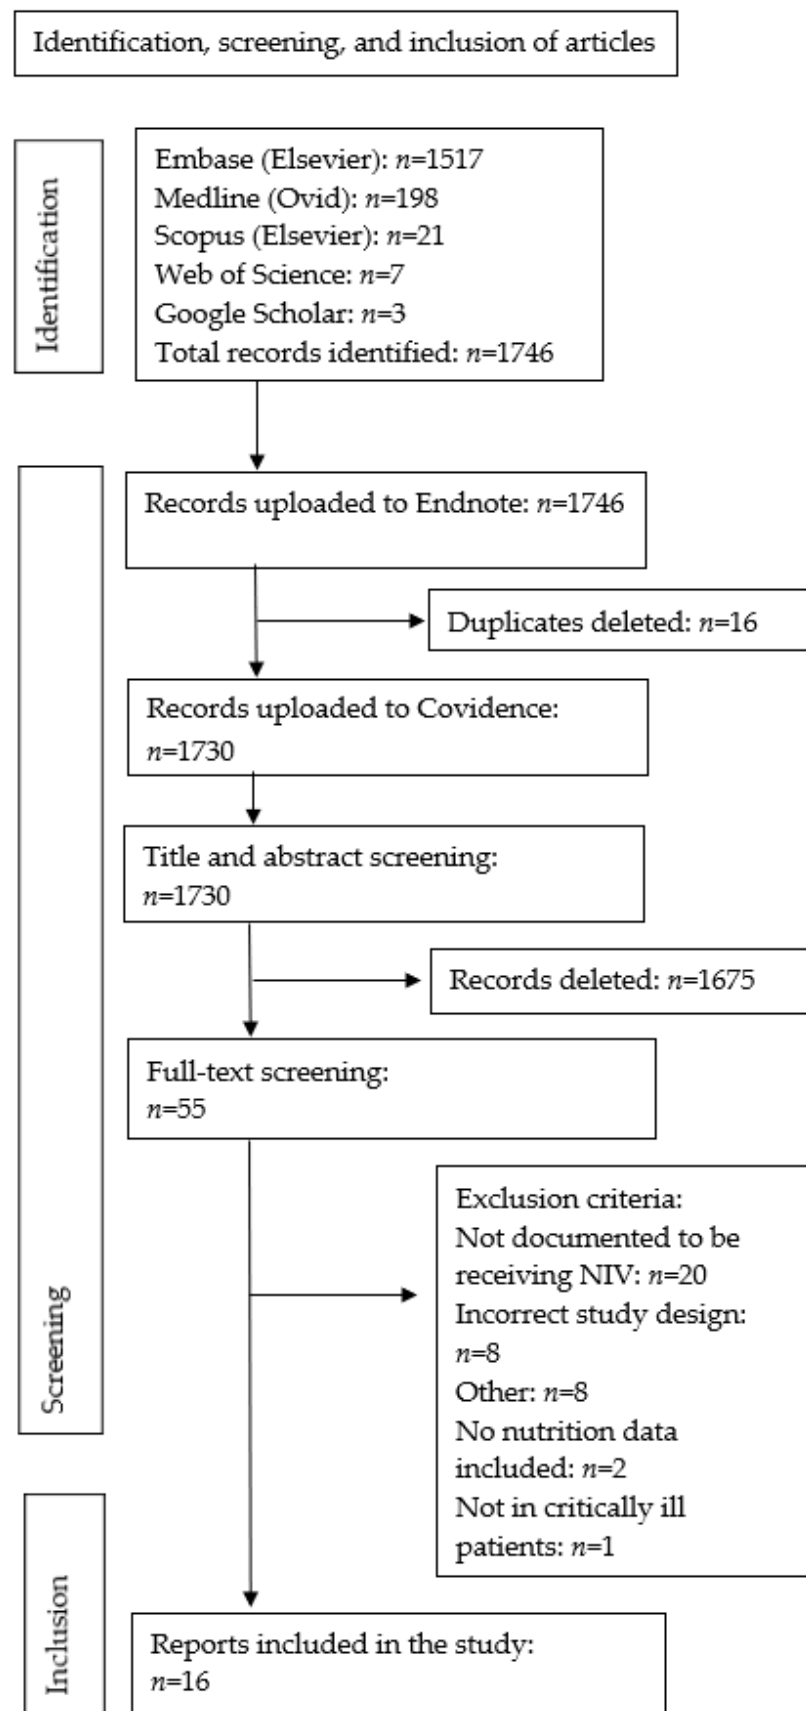 Identification, screening, and inclusion of articles
Identification
Embase (Elsevier): n=1517
Medline (Ovid): n=198
Scopus (Elsevier): n=21
Web of Science: n=7
Google Scholar: n=3
Total records identified: n=1746
Screening
Records uploaded to Endnote: n=1746
Duplicates deleted: n=16
Records uploaded to Covidence:
n=1730
Title and abstract screening:
n=1730
Records deleted: n=1675
Full-text screening:
n=55
Exclusion criteria:
Not documented to be
receiving NIV: n=20
Incorrect study design:
n=8
Other: n=8
No nutrition data
included: n=2
Not in critically ill
patients: n=1
Inclusion
Reports included in the study:
n=16